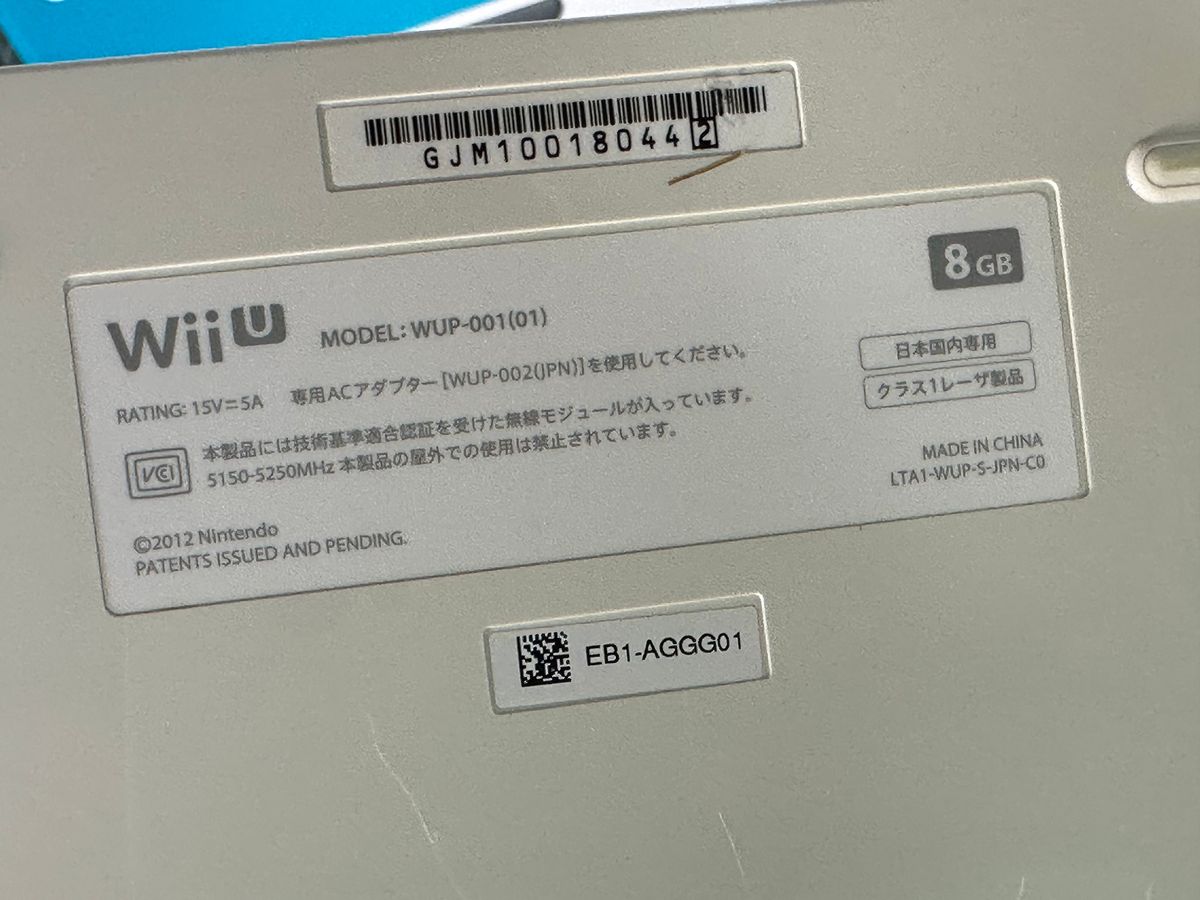 GJM100180442
8GB
WiiU MODEL: WUP-001(01)
日本国内専用
RATING: 15V⎓5A 専用ACアダプター[WUP-002(JPN)]を使用してください。
クラス1レーザ製品
VCI
本製品には技術基準適合認証を受けた無線モジュールが入っています。
5150-5250MHz 本製品の屋外での使用は禁止されています。
MADE IN CHINA
LTA1-WUP-S-JPN-C0
©2012 Nintendo
PATENTS ISSUED AND PENDING.
EB1-AGGG01